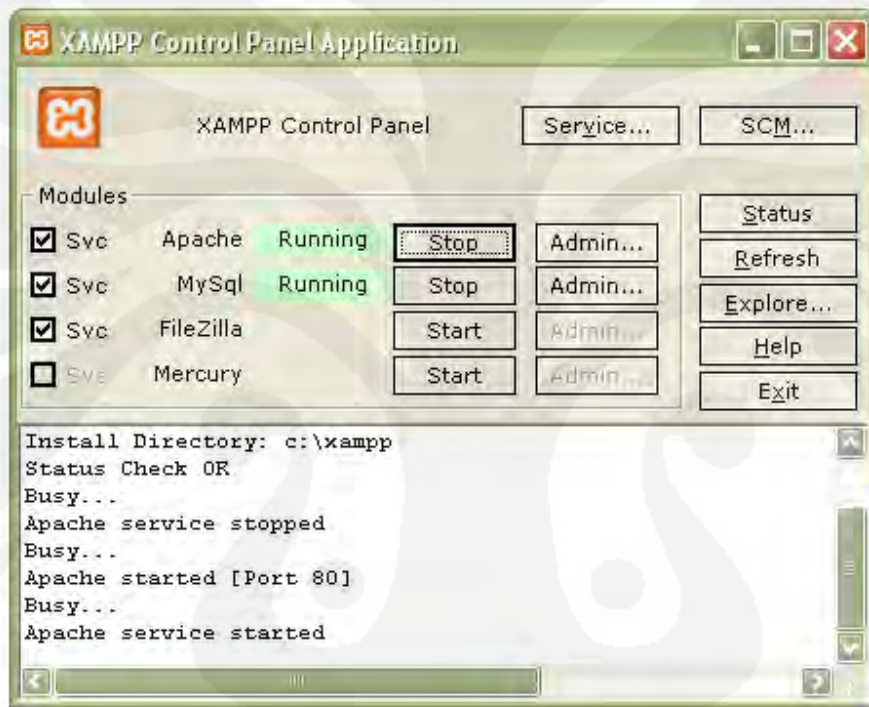 XAMPP Control Panel Application
XAMPP Control Panel Service... SCM...
Modules
Svc Apache Running Stop Admin...
Svc MySql Running Stop Admin...
Svc FileZilla Start Admin...
Svc Mercury Start Admin...
Status
Refresh
Explore...
Help
Exit
Install Directory: c:\xampp
Status Check OK
Busy...
Apache service stopped
Busy...
Apache started [Port 80]
Busy...
Apache service started